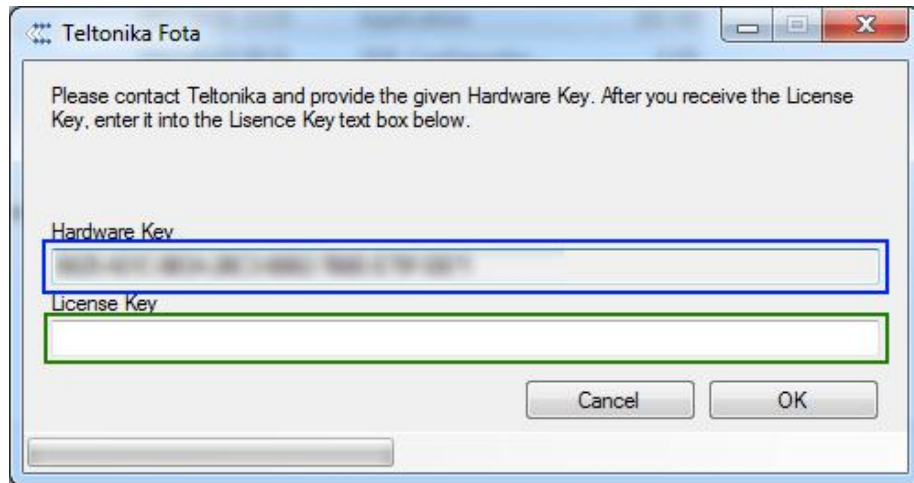 Teltonika Fota
Please contact Teltonika and provide the given Hardware Key. After you receive the License
Key, enter it into the Lisence Key text box below.
Hardware Key
License Key
Cancel
OK